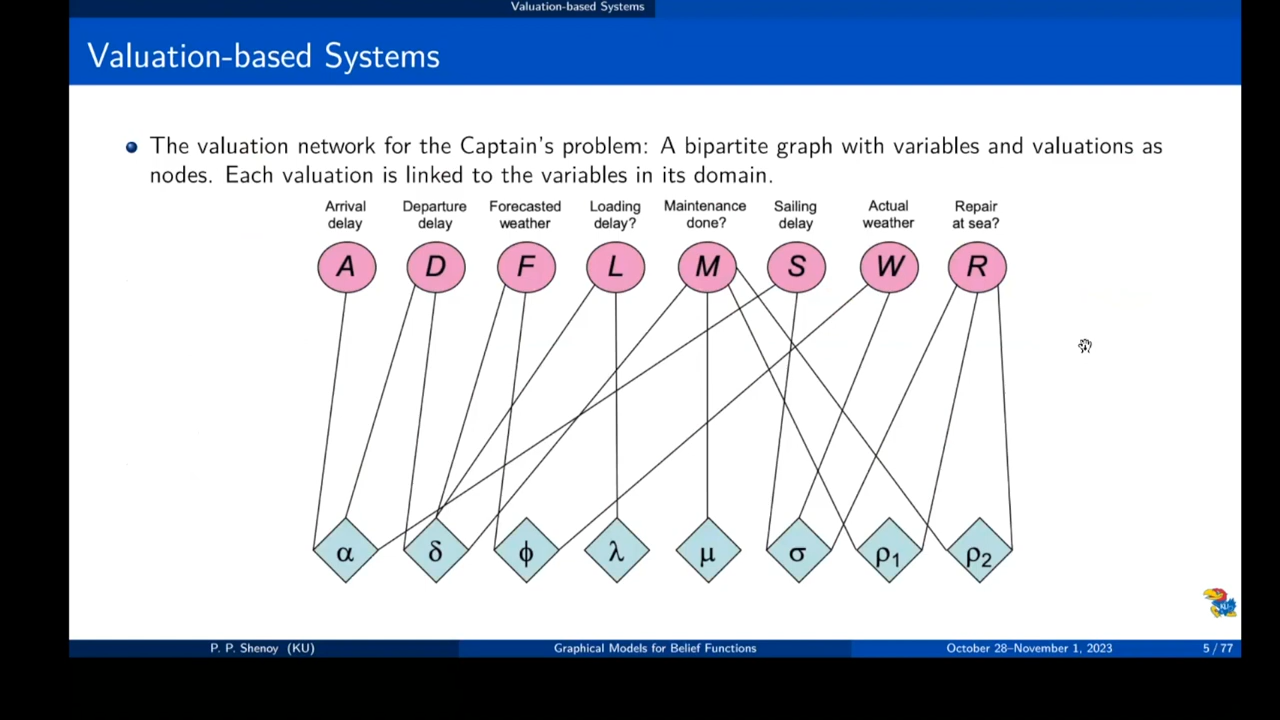 Valuation-based Systems
Valuation-based Systems
The valuation network for the Captain's problem: A bipartite graph with variables and valuations as
nodes. Each valuation is linked to the variables in its domain.
Arrival Departure Forecasted Loading Maintenance Sailing Actual Repair
delay delay weather delay? done? delay weather at sea?
A D F L M S W R
α δ ϕ λ μ σ ρ1 ρ2
KU
P. P. Shenoy (KU) Graphical Models for Belief Functions October 28–November 1, 2023 5 / 77